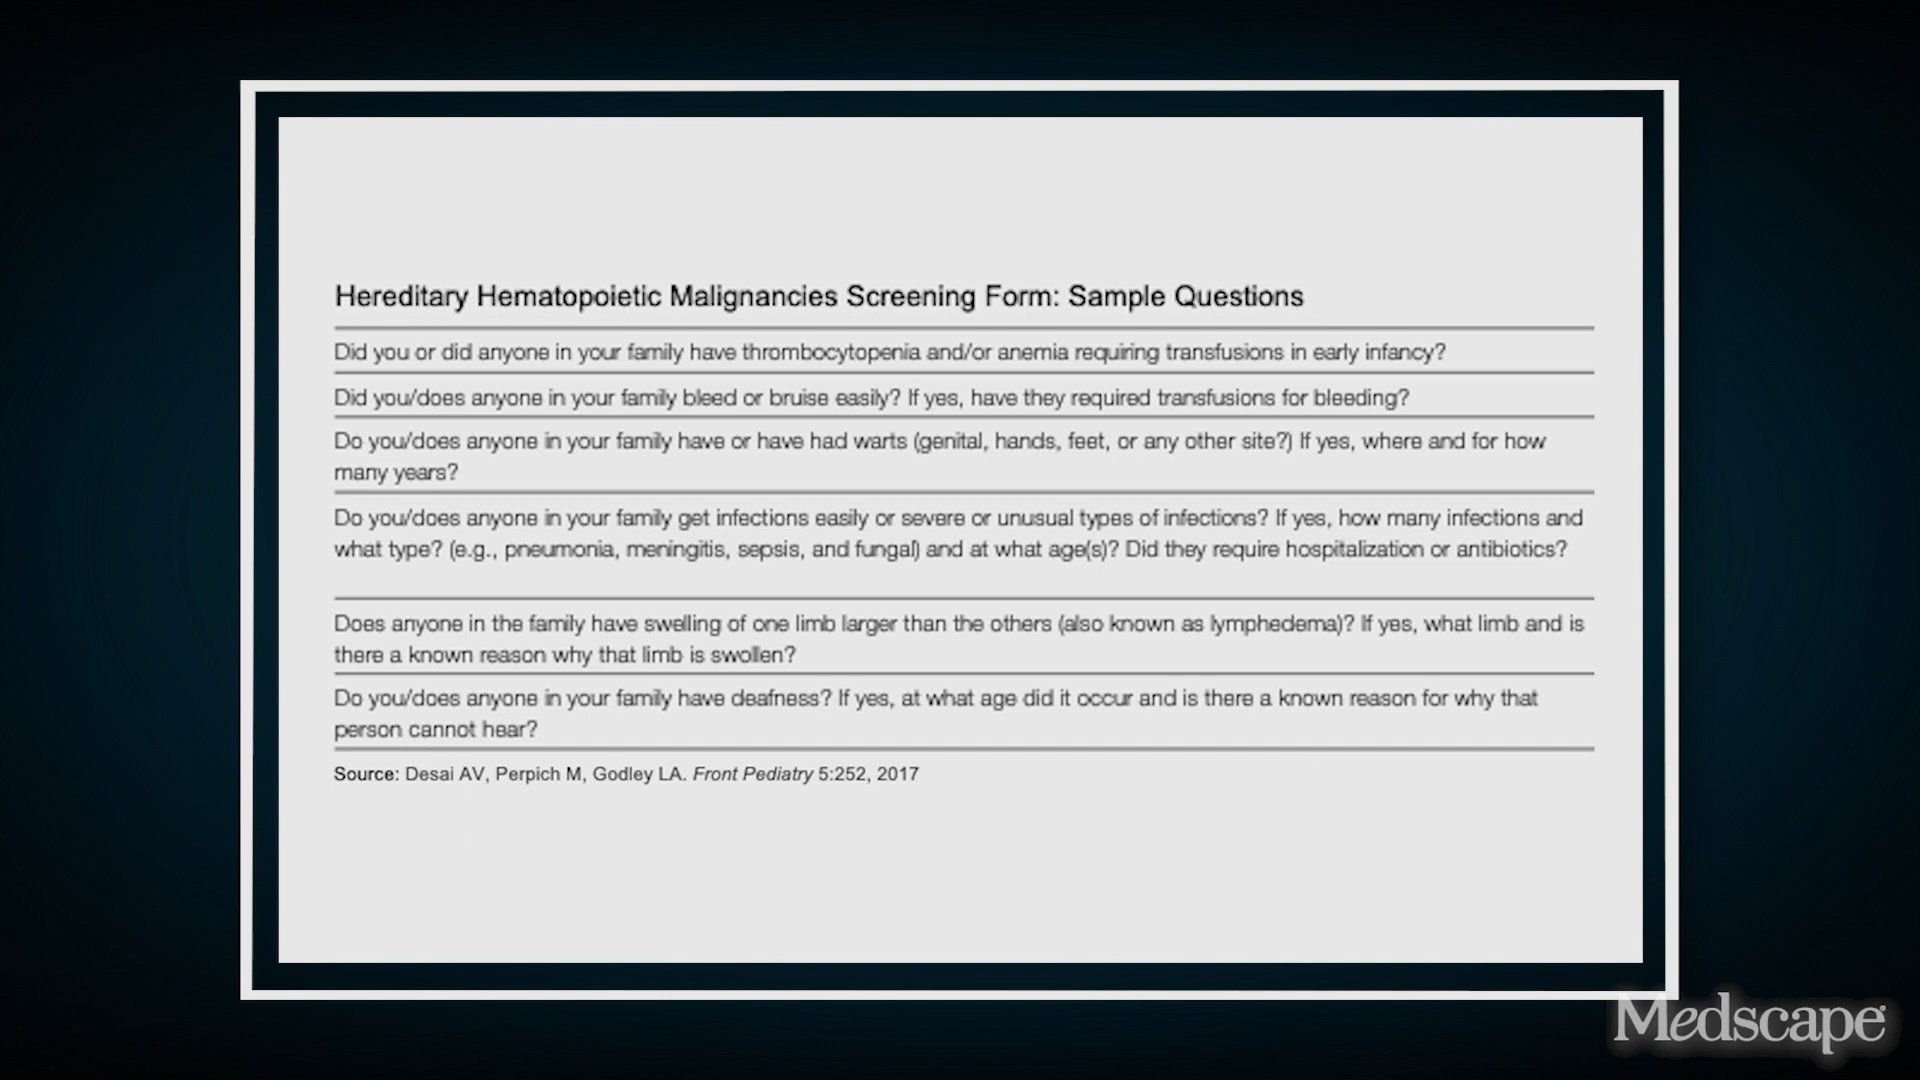 Hereditary Hematopoietic Malignancies Screening Form: Sample Questions
Did you or did anyone in your family have thrombocytopenia and/or anemia requiring transfusions in early infancy?
Did you/does anyone in your family bleed or bruise easily? If yes, have they required transfusions for bleeding?
Do you/does anyone in your family have or have had warts (genital, hands, feet, or any other site?) If yes, where and for how
many years?
Do you/does anyone in your family get infections easily or severe or unusual types of infections? If yes, how many infections and
what type? (e.g., pneumonia, meningitis, sepsis, and fungal) and at what age(s)? Did they require hospitalization or antibiotics?
Does anyone in the family have swelling of one limb larger than the others (also known as lymphedema)? If yes, what limb and is
there a known reason why that limb is swollen?
Do you/does anyone in your family have deafness? If yes, at what age did it occur and is there a known reason for why that
person cannot hear?
Source: Desai AV, Perpich M, Godley LA. Front Pediatry 5:252, 2017
Medscape